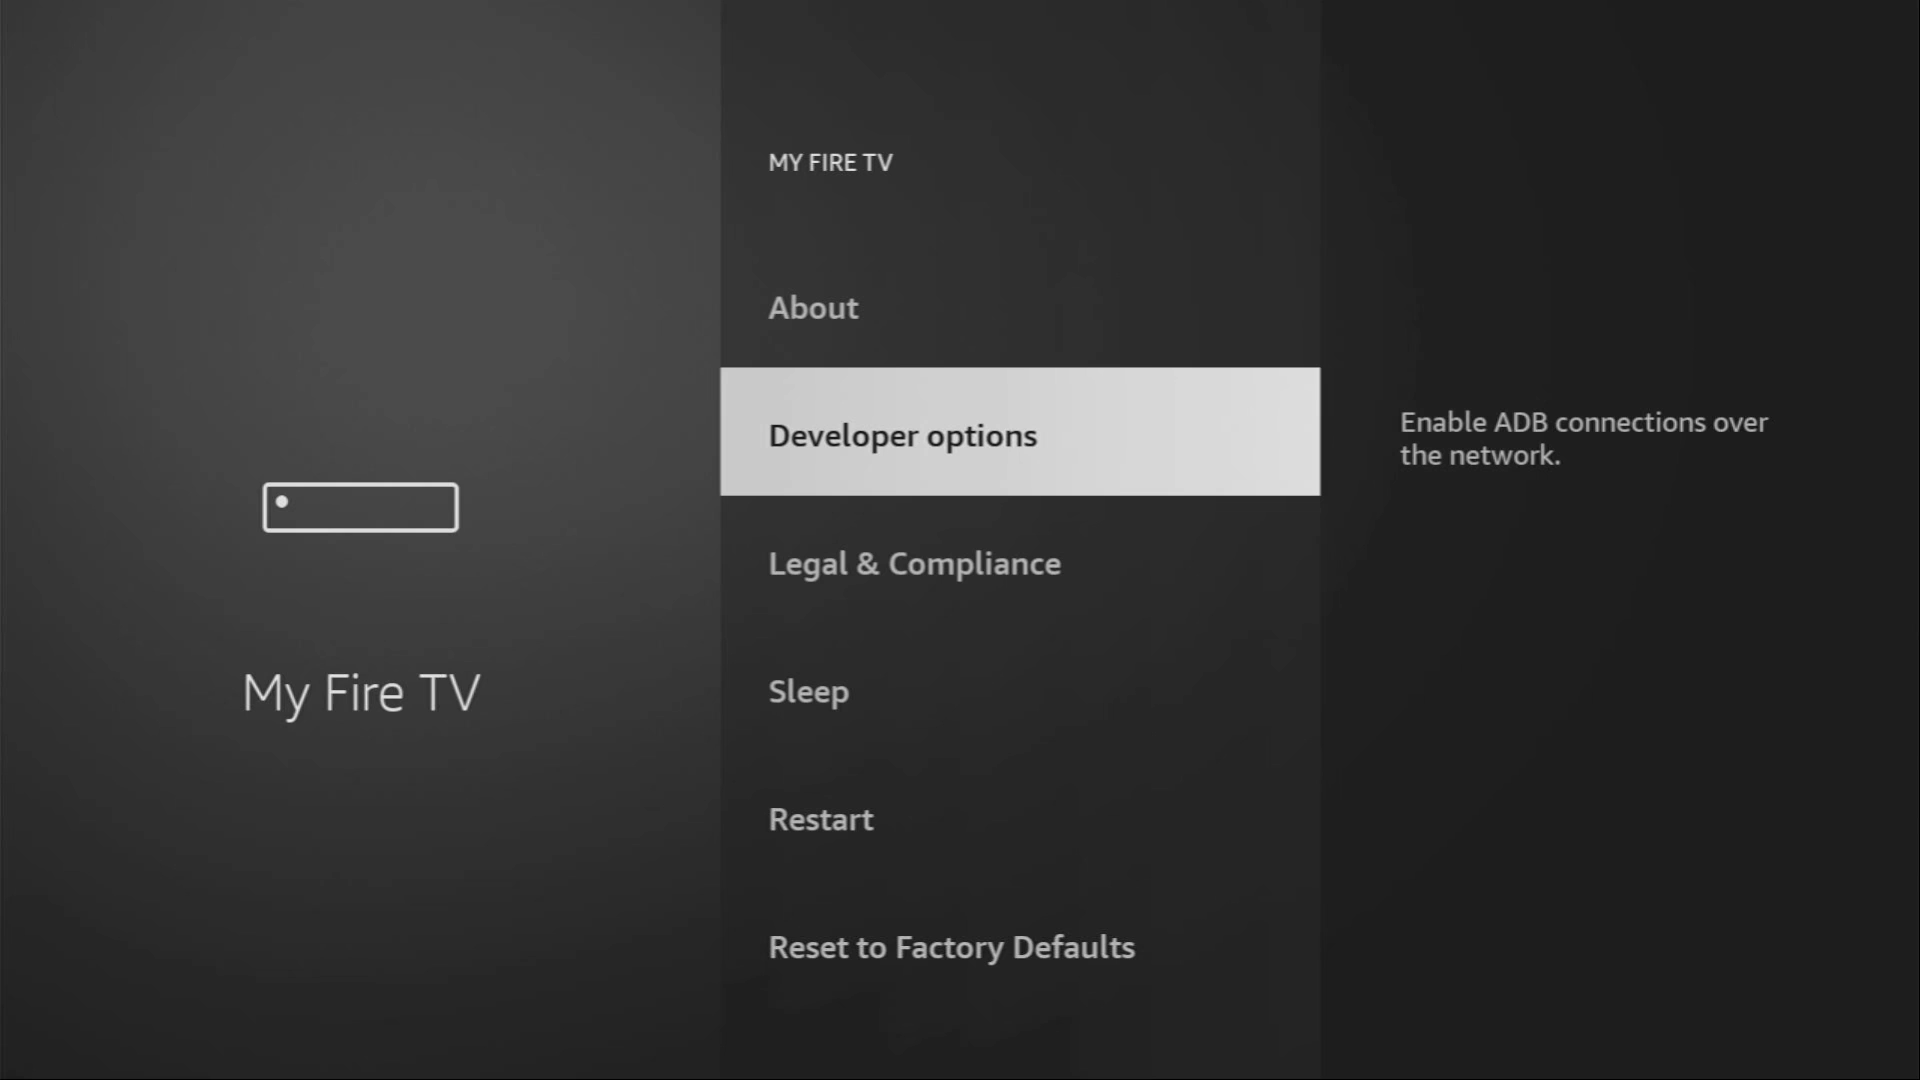 MY FIRE TV
About
Developer options
Enable ADB connections over
the network.
Legal & Compliance
Sleep
My Fire TV
Restart
Reset to Factory Defaults